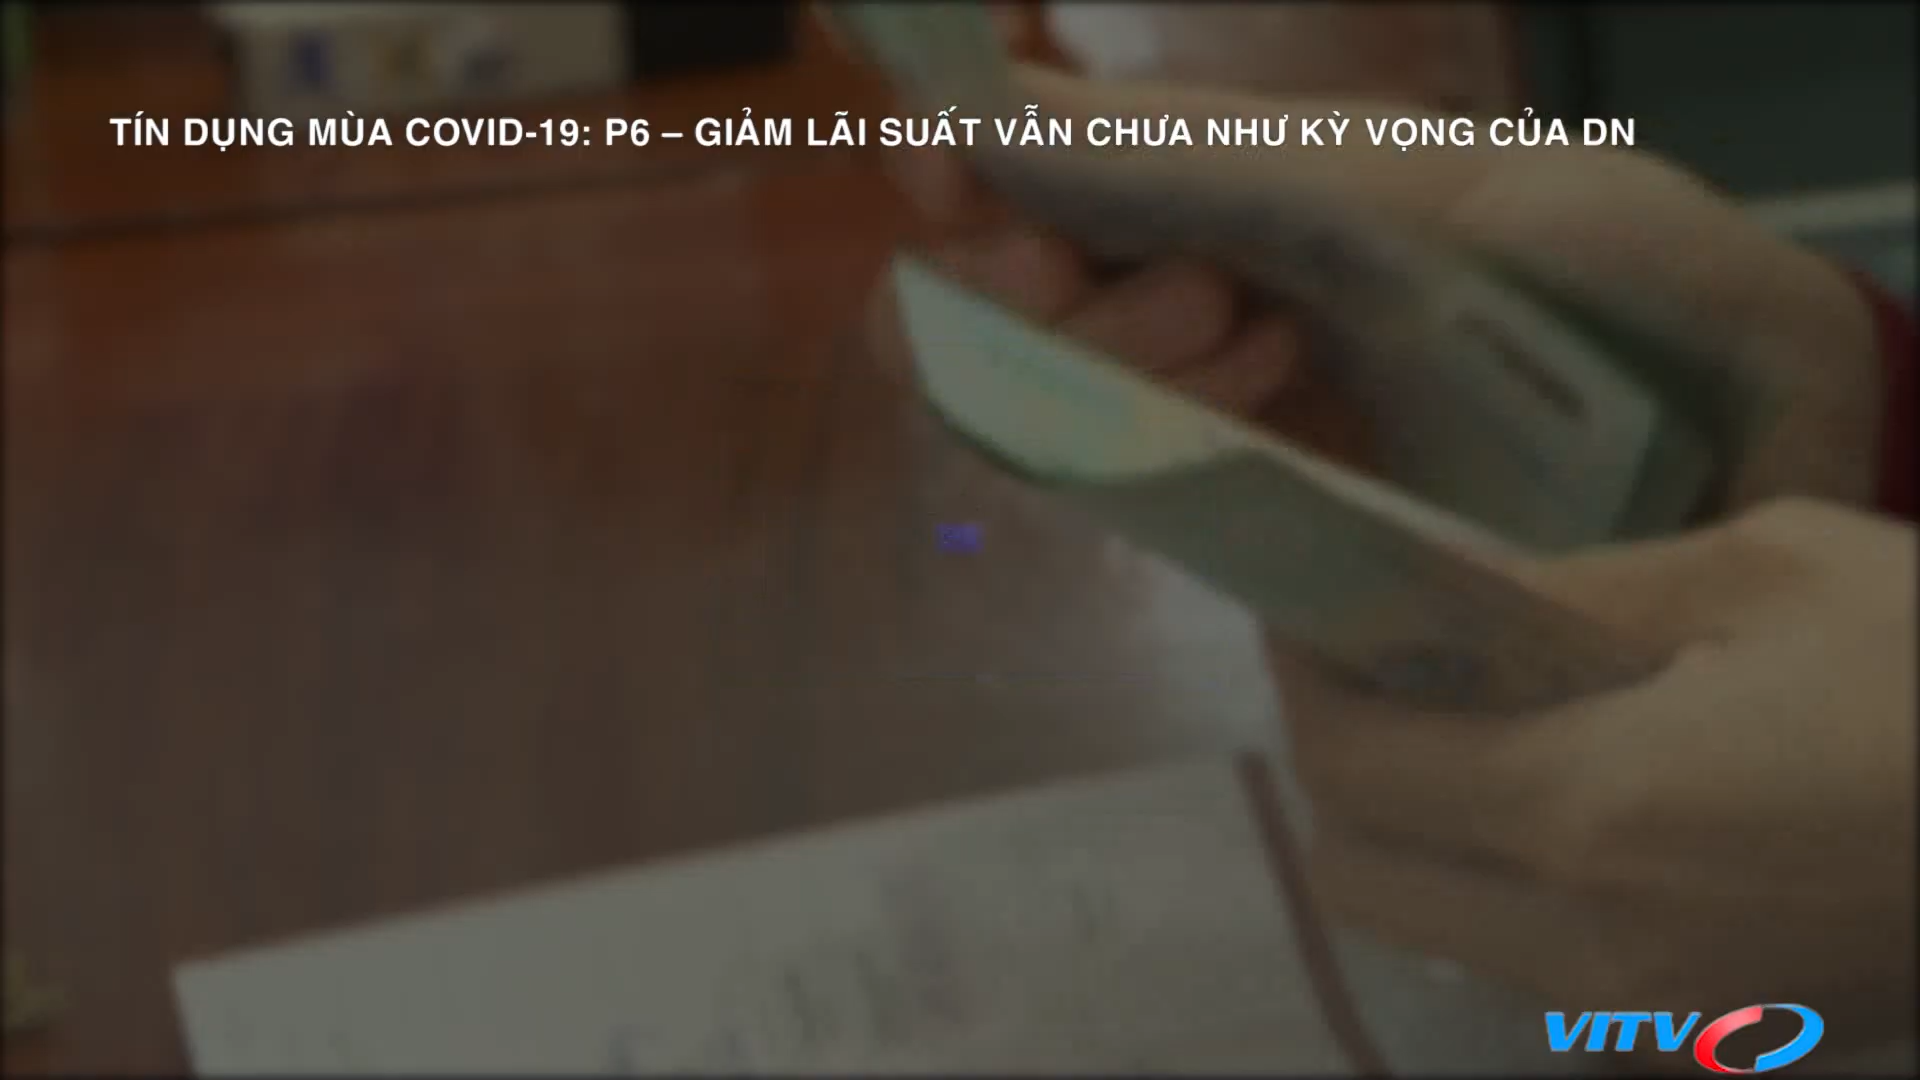 TÍN DỤNG MÙA COVID-19: P6 – GIẢM LÃI SUẤT VẪN CHƯA NHƯ KỲ VỌNG CỦA DN
VITV